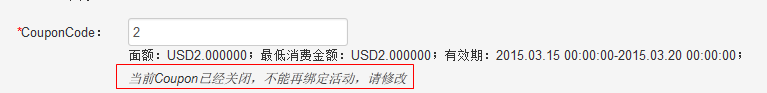 *CouponCode： 2
面额：USD2.000000；最低消费金额：USD2.000000；有效期：2015.03.15 00:00:00-2015.03.20 00:00:00；
当前Coupon已经关闭，不能再绑定活动，请修改